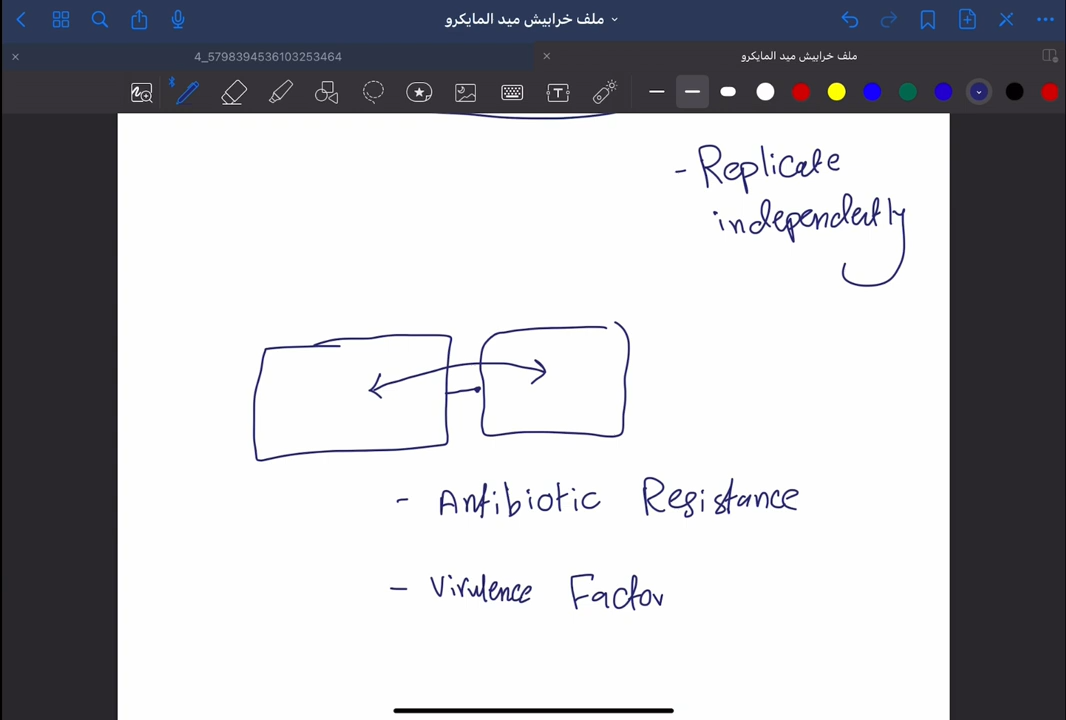 ملف خرابيش ميد المايكرو
4_5798394536103253464
ملف خرابيش ميد المايكرو
- Replicate
independently
- Antibiotic Resistance
- Virulence Factor